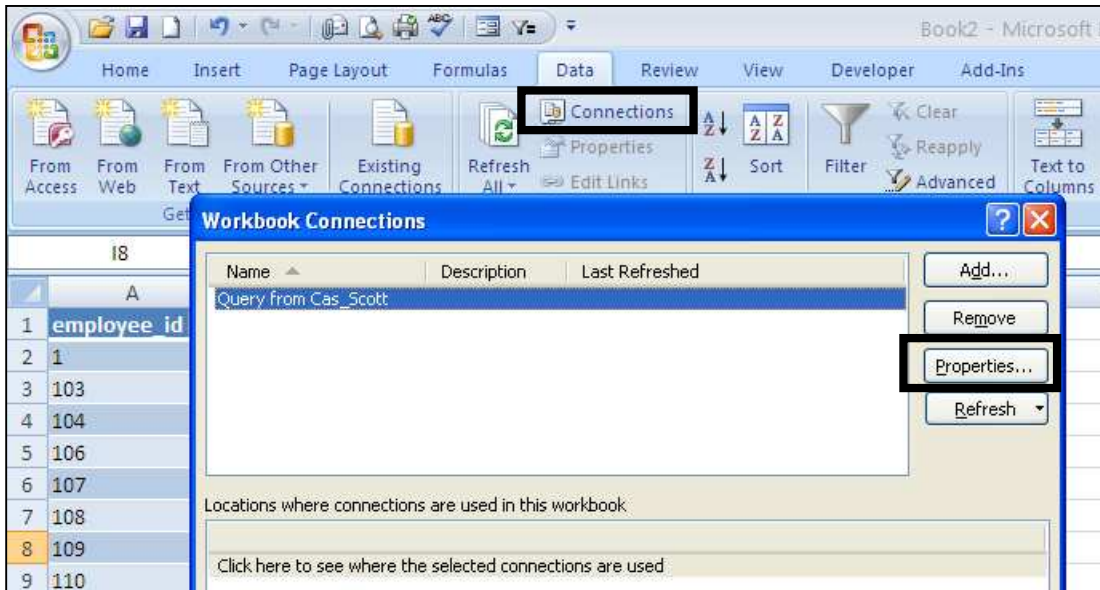 Book2 - Microsoft
Home Insert Page Layout Formulas Data Review View Developer Add-Ins
Connections
Clear
Properties
Reapply
From Access
From Web
From Text
From Other Sources
Existing Connections
Refresh All
Edit Links
Sort
Filter
Advanced
Text to Columns
Get
Workbook Connections
I8
Name Description Last Refreshed
Add...
A
Query from Cas_Scott
1 employee_id
Remove
2 1
Properties...
3 103
4 104
Refresh
5 106
6 107
Locations where connections are used in this workbook
7 108
8 109
Click here to see where the selected connections are used
9 110